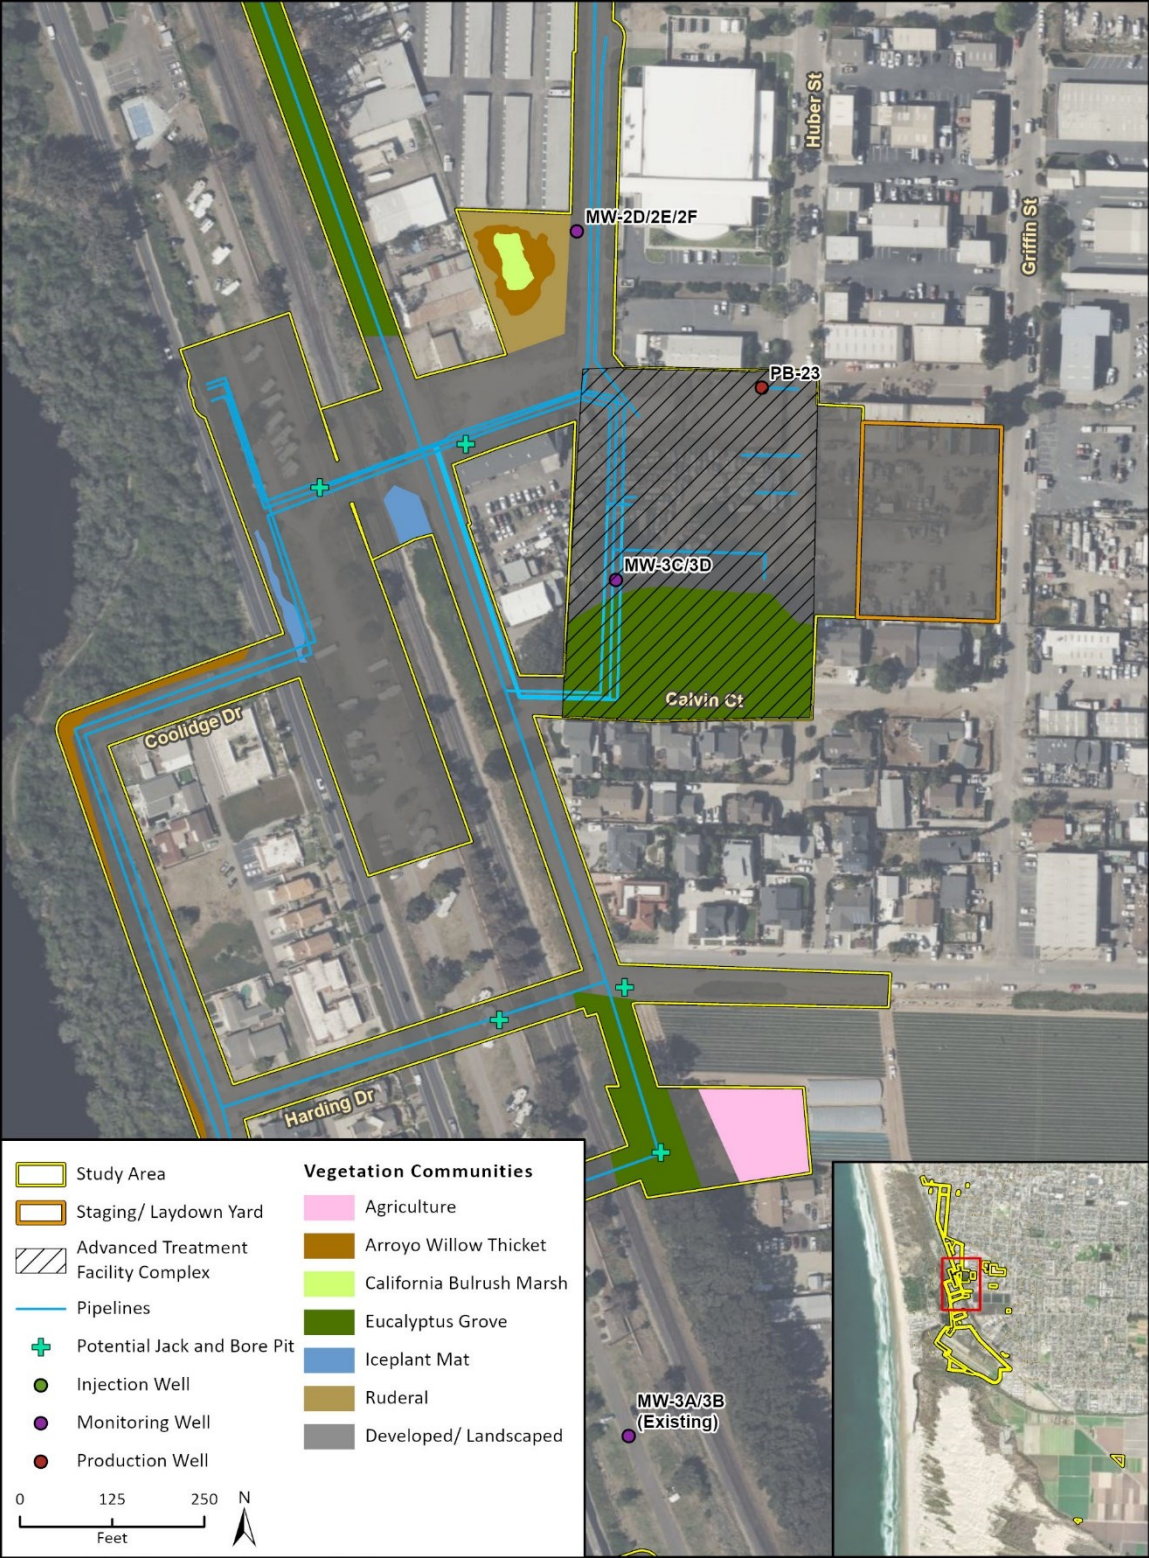 Huber St
Griffin St
MW-2D/2E/2F
PB-23
MW-3C/3D
Calvin Ct
Coolidge Dr
Harding Dr
MW-3A/3B
(Existing)
Study Area
Staging/ Laydown Yard
Advanced Treatment
Facility Complex
Pipelines
Potential Jack and Bore Pit
Injection Well
Monitoring Well
Production Well
0 125 250
Feet
N
Vegetation Communities
Agriculture
Arroyo Willow Thicket
California Bulrush Marsh
Eucalyptus Grove
Iceplant Mat
Ruderal
Developed/ Landscaped